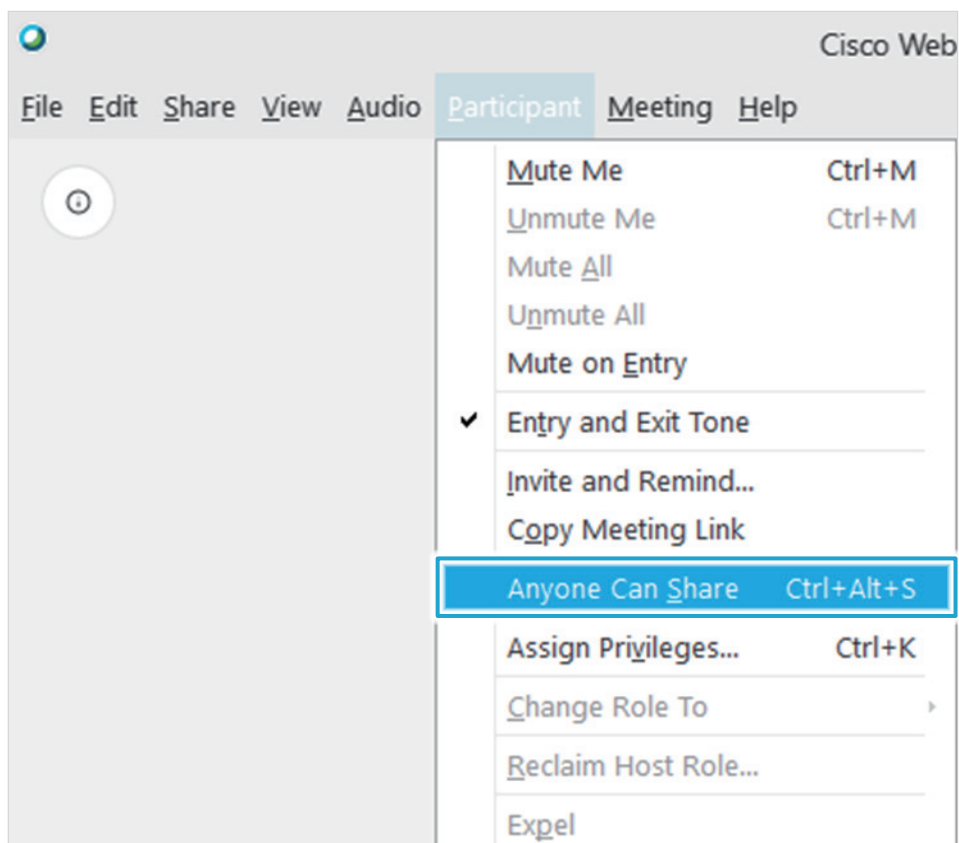 Cisco Web
File Edit Share View Audio Participant Meeting Help
Mute Me Ctrl+M
Unmute Me Ctrl+M
Mute All
Unmute All
Mute on Entry
Entry and Exit Tone
Invite and Remind...
Copy Meeting Link
Anyone Can Share Ctrl+Alt+S
Assign Privileges... Ctrl+K
Change Role To
Reclaim Host Role...
Expel